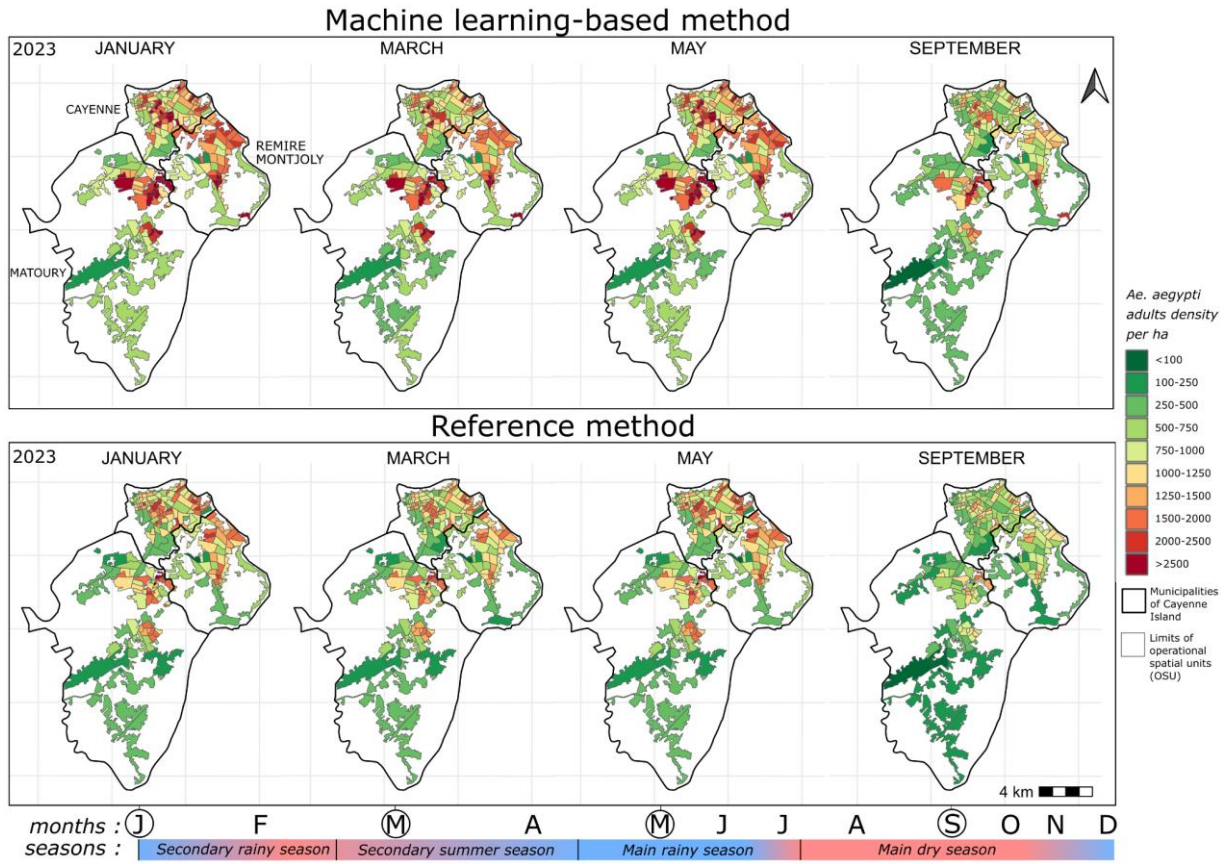 Machine learning-based method
2023 JANUARY MARCH MAY SEPTEMBER
CAYENNE
REMIRE
MONTJOLY
MATOURY
Ae. aegypti
adults density
per ha
<100
100-250
250-500
500-750
750-1000
1000-1250
1250-1500
1500-2000
2000-2500
>2500
Municipalities
of Cayenne
Island
Limits of
operational
spatial units
(OSU)
Reference method
2023 JANUARY MARCH MAY SEPTEMBER
4 km
months : J F M A M J J A S O N D
seasons : Secondary rainy season Secondary summer season Main rainy season Main dry season